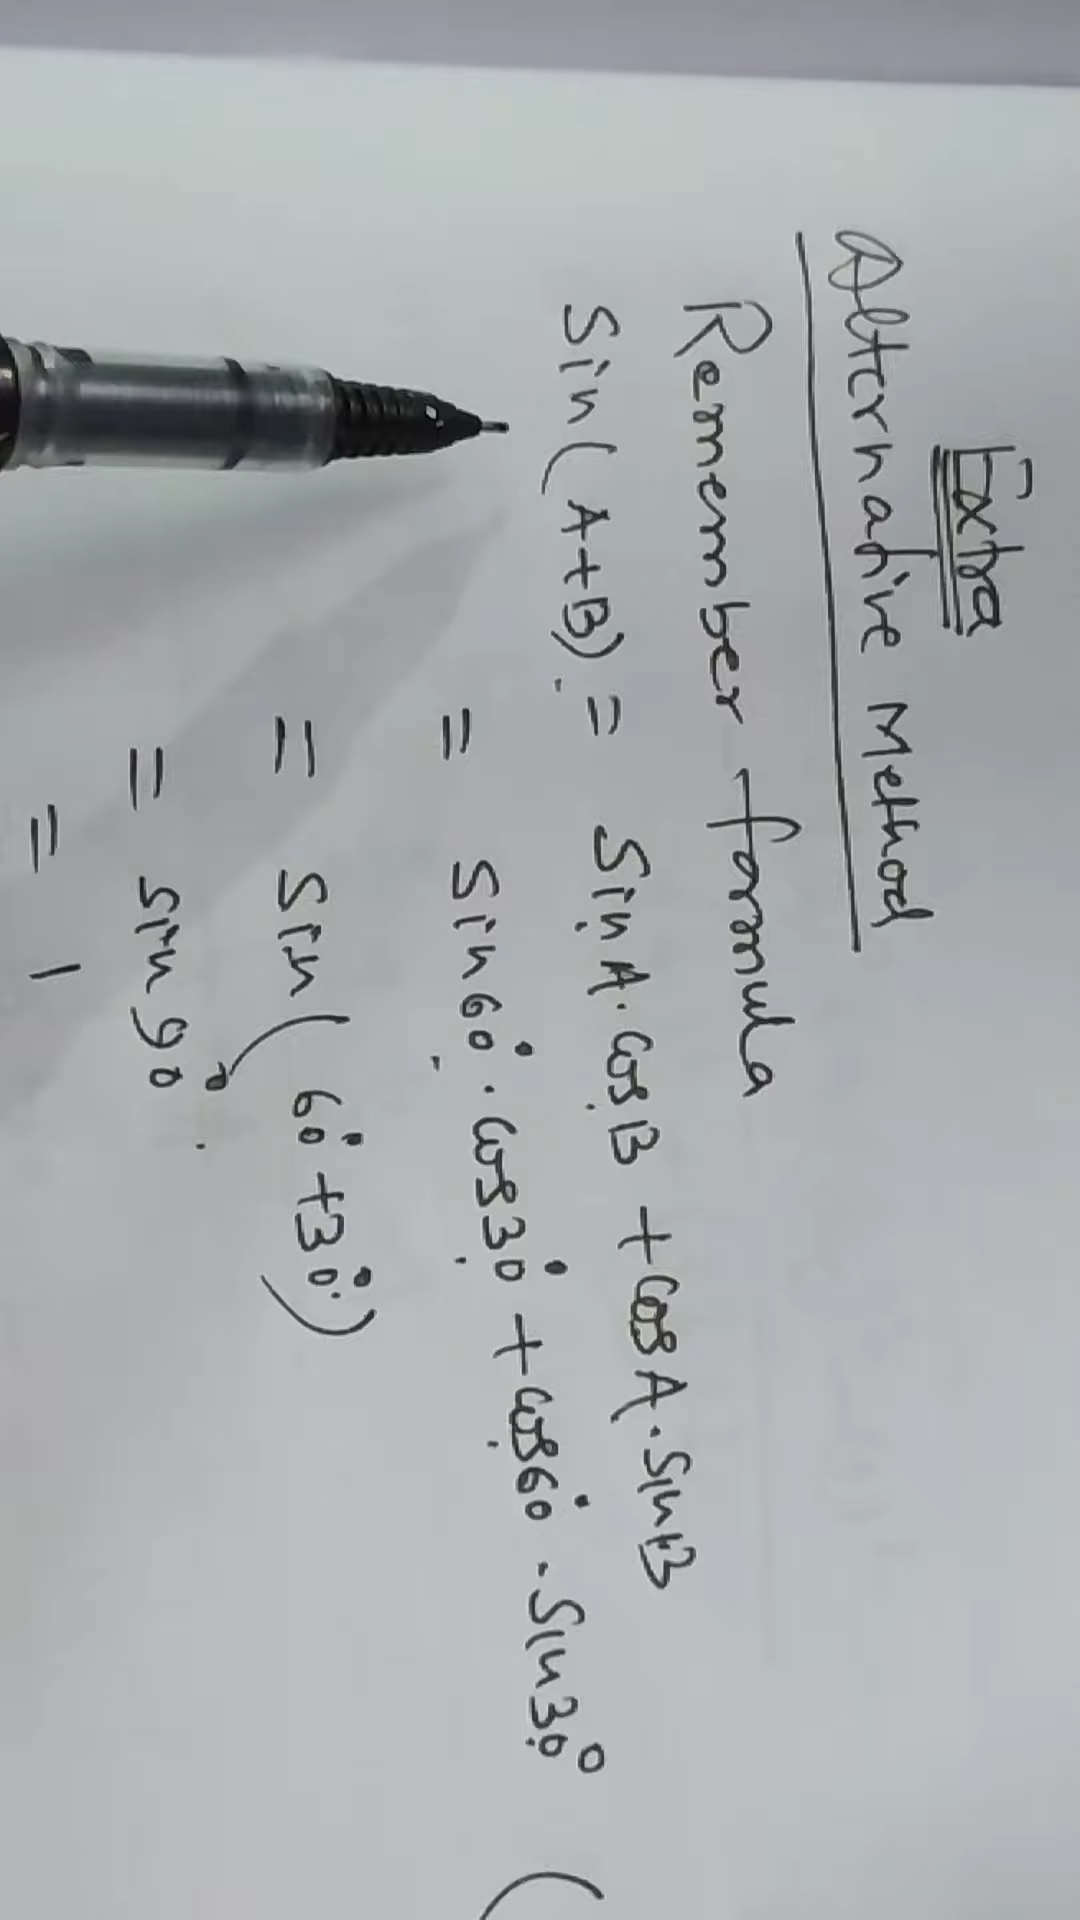 Extra
Alternative Method
Remember formula
Sin(A+B) = Sin A. Cos B + Cos A. Sin B
= Sin 60°. Cos 30° + Cos 60°. Sin 30°
= Sin (60° + 30°)
= Sin 90°
= 1